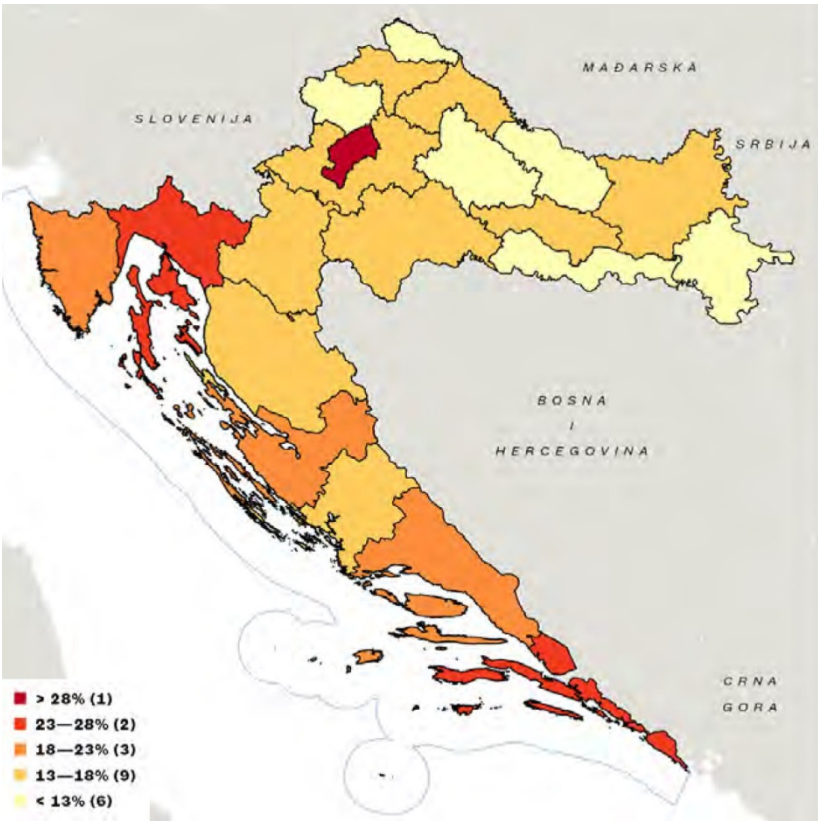 MAĐARSKA
SLOVENIJA
SRBIJA
BOSNA
I
HERCEGOVINA
CRNA
GORA
> 28% (1)
23—28% (2)
18—23% (3)
13—18% (9)
< 13% (6)